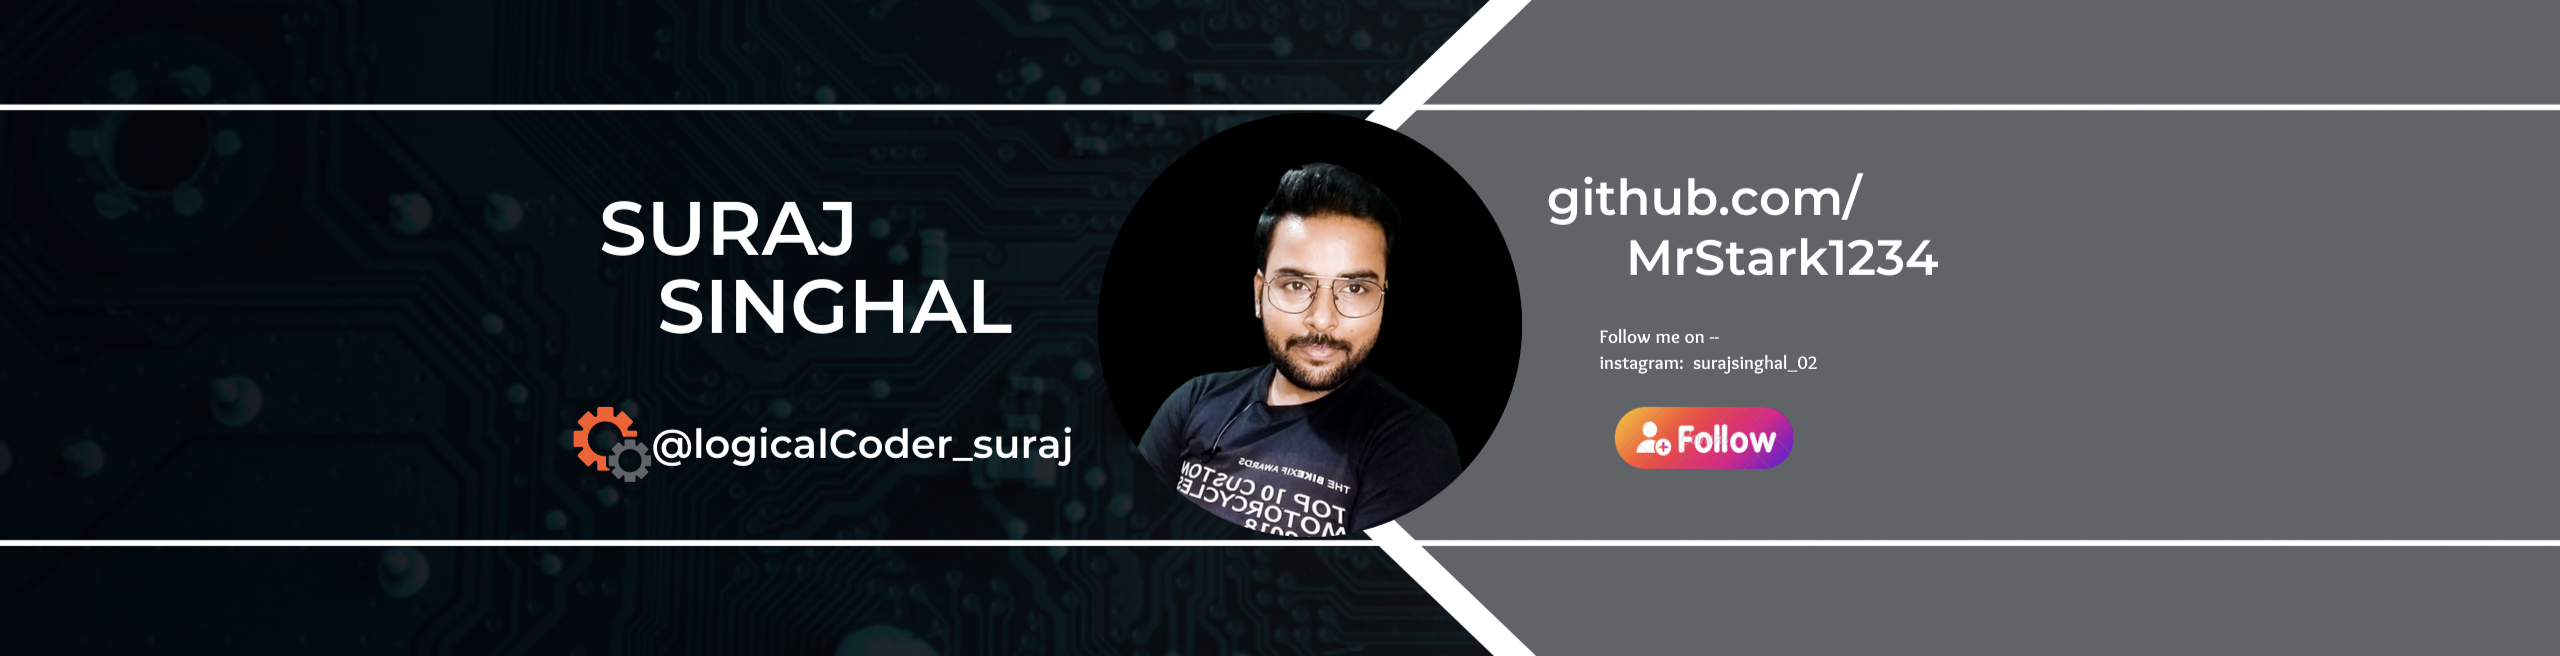 SURAJ
SINGHAL
@logicalCoder_suraj
THE BIKEXIF AWARDS
TOP 10 CUSTOM
MOTORCYCLES
2018
github.com/
MrStark1234
Follow me on --
instagram: surajsinghal_02
Follow